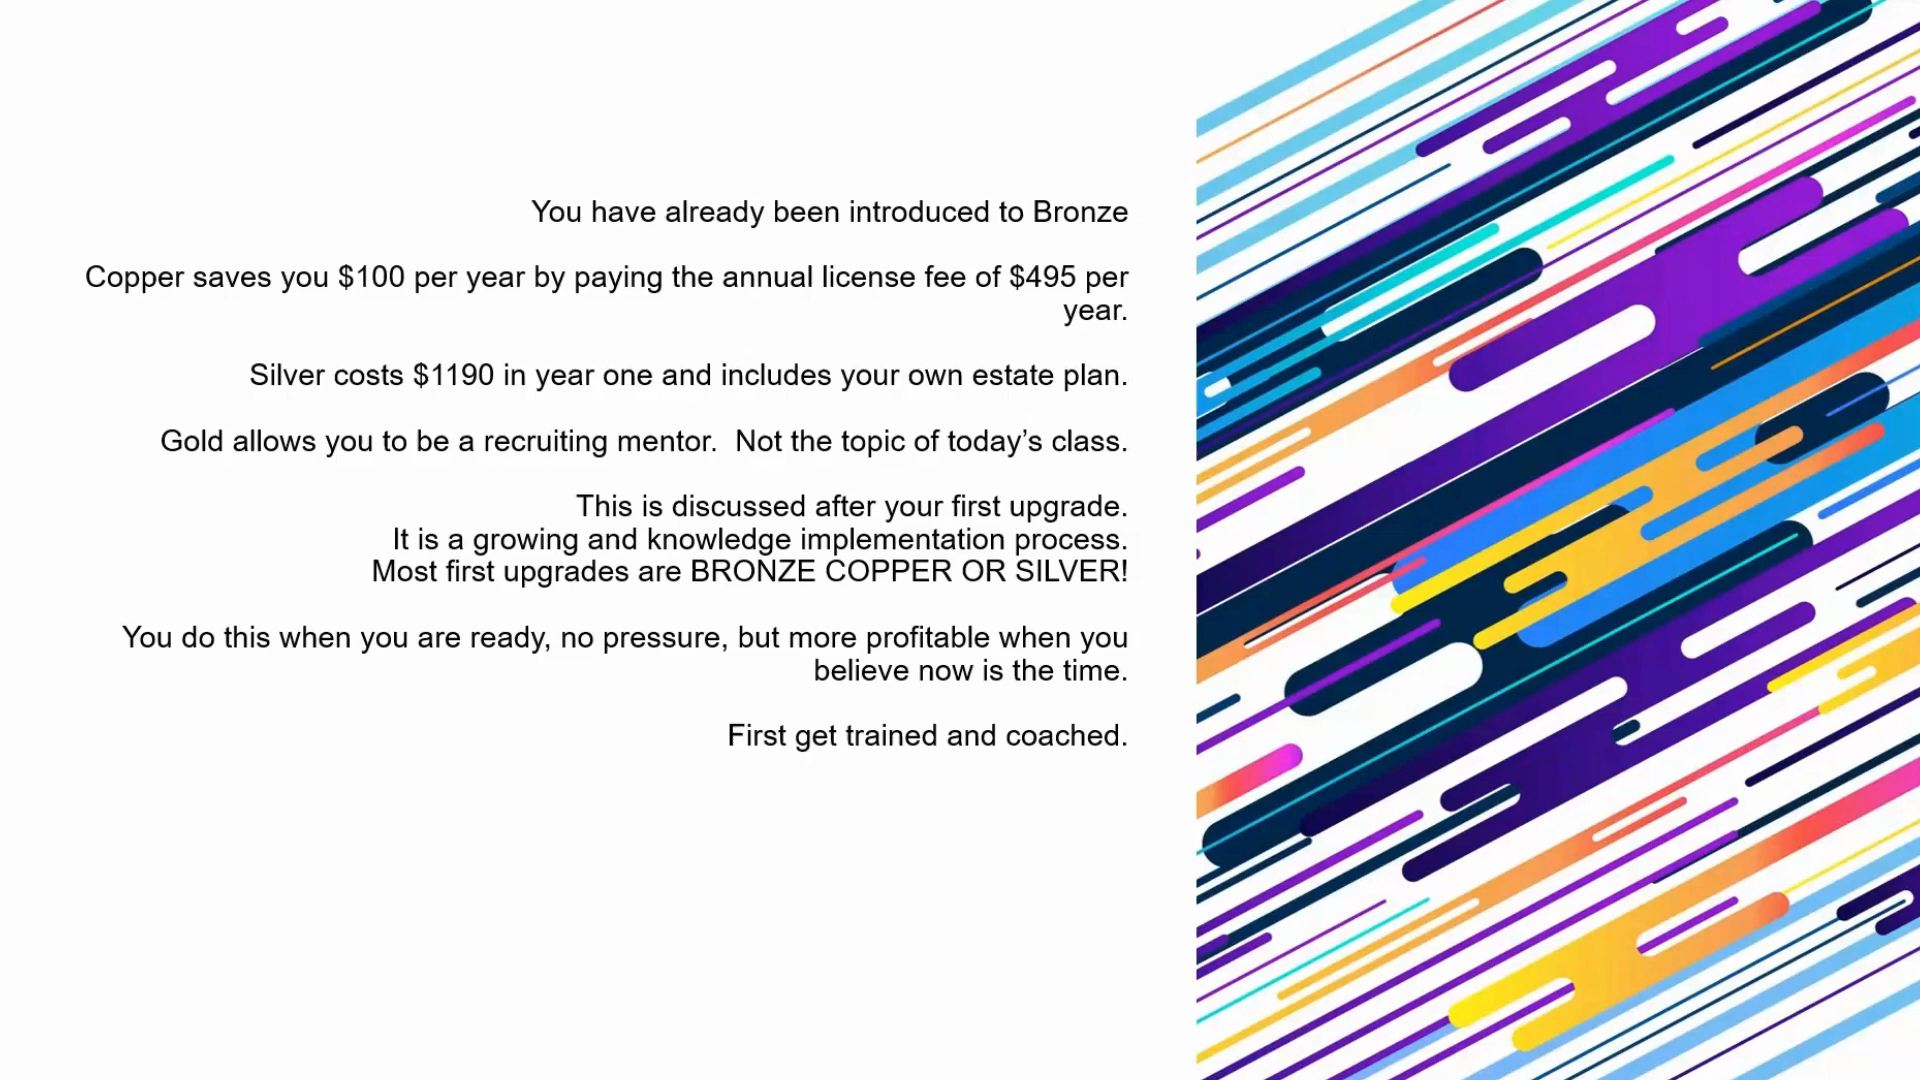 You have already been introduced to Bronze
Copper saves you $100 per year by paying the annual license fee of $495 per
year.
Silver costs $1190 in year one and includes your own estate plan.
Gold allows you to be a recruiting mentor.  Not the topic of today’s class.
This is discussed after your first upgrade.
It is a growing and knowledge implementation process.
Most first upgrades are BRONZE COPPER OR SILVER!
You do this when you are ready, no pressure, but more profitable when you
believe now is the time.
First get trained and coached.